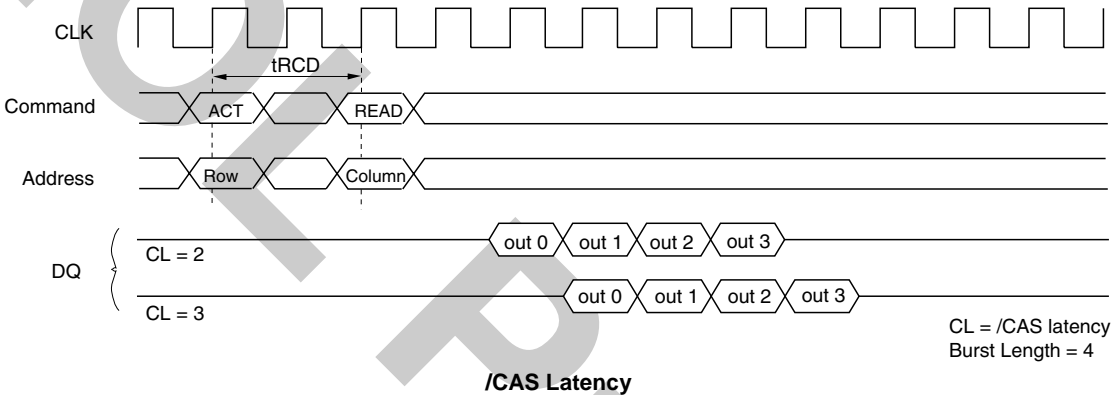 CLK
tRCD
Command ACT READ
Address Row Column
DQ
CL = 2 out 0 out 1 out 2 out 3
CL = 3 out 0 out 1 out 2 out 3
CL = /CAS latency
Burst Length = 4
/CAS Latency